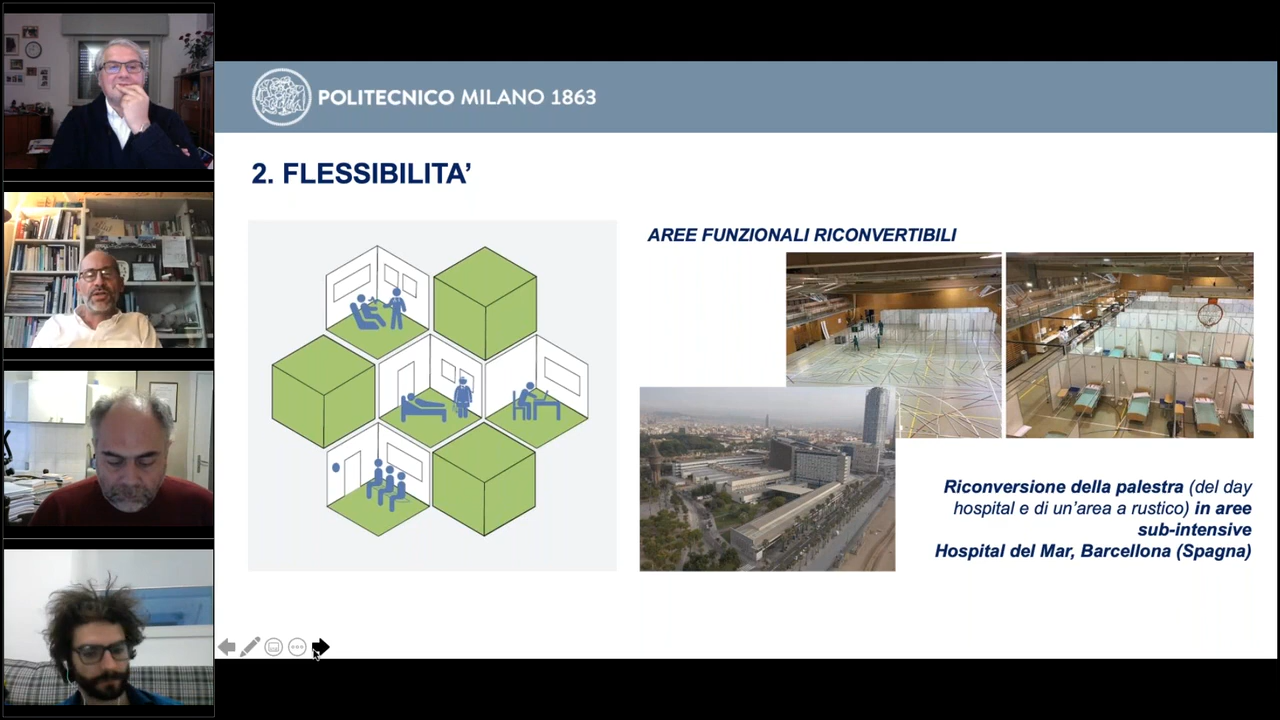 POLITECNICO MILANO 1863
2. FLESSIBILITA’
AREE FUNZIONALI RICONVERTIBILI
Riconversione della palestra (del day
hospital e di un’area a rustico) in aree
sub-intensive
Hospital del Mar, Barcellona (Spagna)